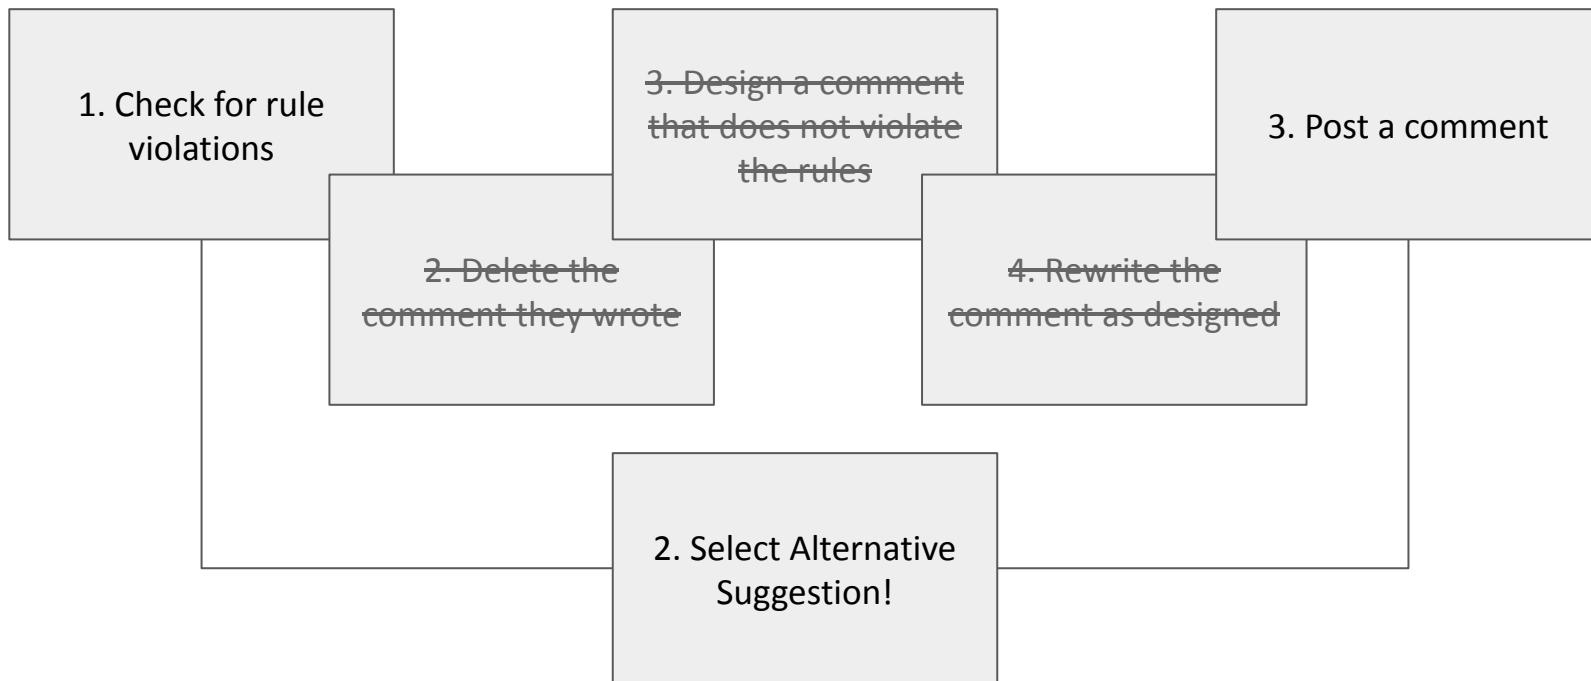 1. Check for rule
violations
2. Delete the
comment they wrote
3. Design a comment
that does not violate
the rules
4. Rewrite the
comment as designed
3. Post a comment
2. Select Alternative
Suggestion!